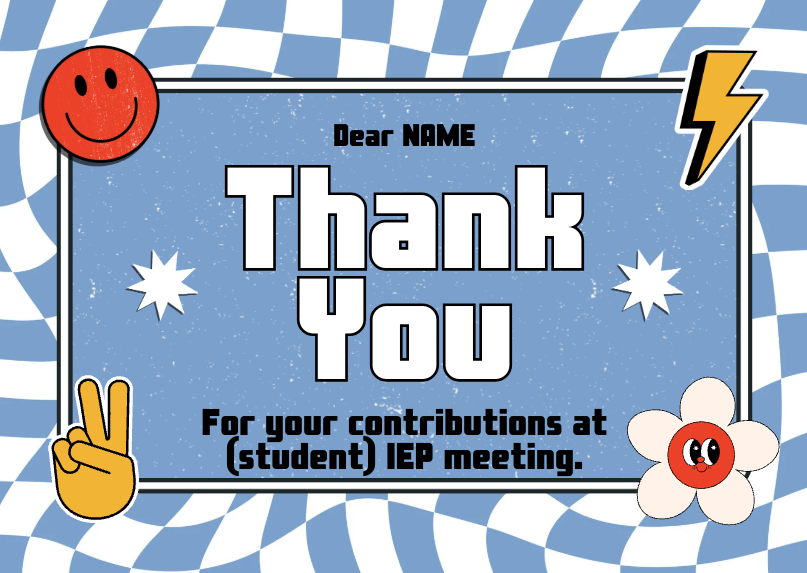 Dear NAME
Thank
You
For your contributions at
(student) IEP meeting.